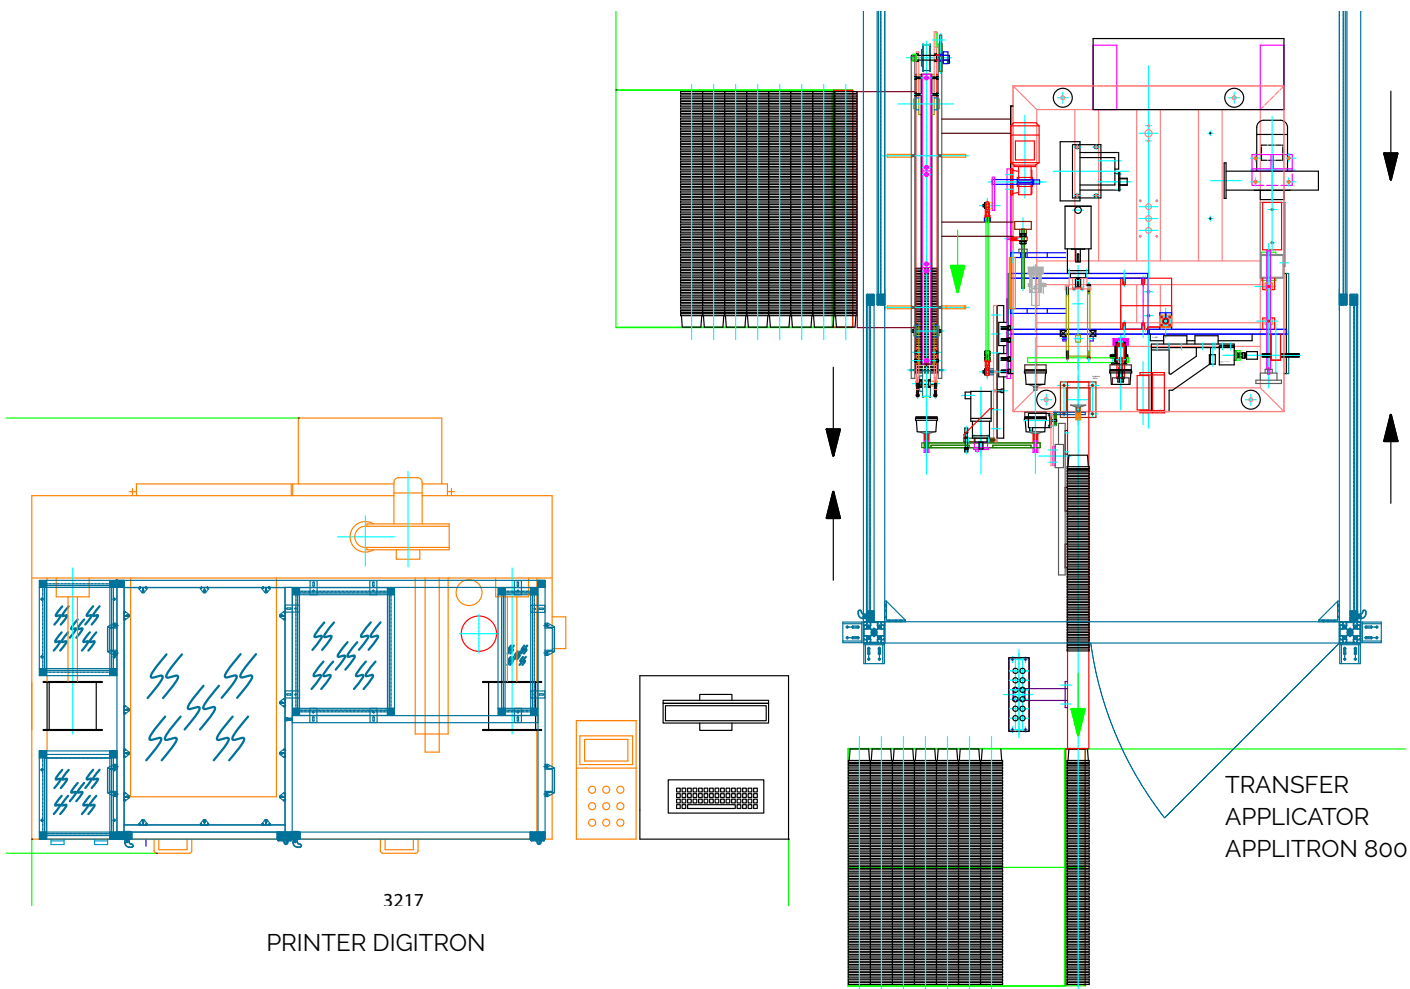 TRANSFER
APPLICATOR
APPLITRON 800
3217
PRINTER DIGITRON